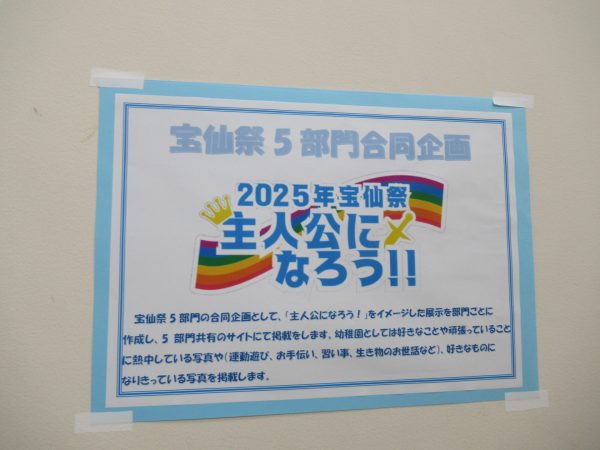 宝仙祭5部門合同企画
2025年宝仙祭
主人公に
なろう!!
宝仙祭5部門の合同企画として、「主人公になろう！」をイメージした展示を部門ごとに
作成し、5 部門共有のサイトにて掲載をします。幼稚園としては好きなことや頑張っていること
に熱中している写真や（運動遊び、お手伝い、習い事、生き物のお世話など）、好きなものに
なりきっている写真を掲載します。